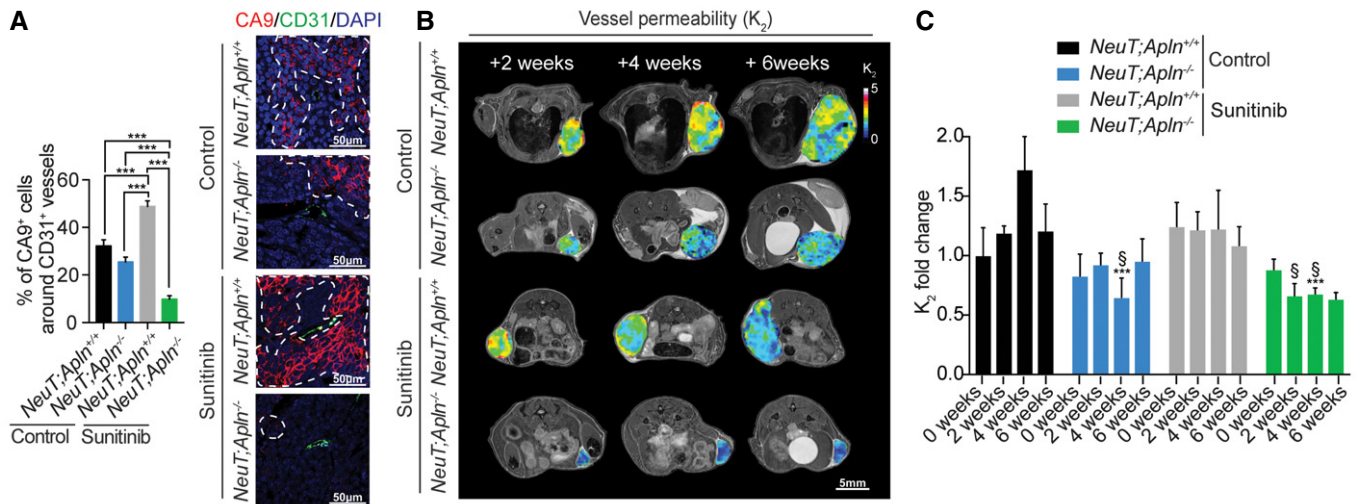 A
CA9/CD31/DAPI
% of CA9+ cells
around CD31+ vessels
60
40
20
0
***
***
***
***
***
NeuT;Apln+/+
NeuT;Apln-/-
NeuT;Apln+/+
NeuT;Apln-/-
Control
Sunitinib
Control
Sunitinib
NeuT;Apln+/+
NeuT;Apln-/-
NeuT;Apln+/+
NeuT;Apln-/-
50µm
50µm
50µm
50µm
B
Vessel permeability (K2)
+2 weeks
+4 weeks
+ 6weeks
K2
5
0
Control
Sunitinib
NeuT;Apln+/+
NeuT;Apln-/-
NeuT;Apln+/+
NeuT;Apln-/-
5mm
C
NeuT;Apln+/+
NeuT;Apln-/-
Control
NeuT;Apln+/+
NeuT;Apln-/-
Sunitinib
K2 fold change
2.0
1.5
1.0
0.5
0.0
§
***
§
§
***
0 weeks
2 weeks
4 weeks
6 weeks
0 weeks
2 weeks
4 weeks
6 weeks
0 weeks
2 weeks
4 weeks
6 weeks
0 weeks
2 weeks
4 weeks
6 weeks